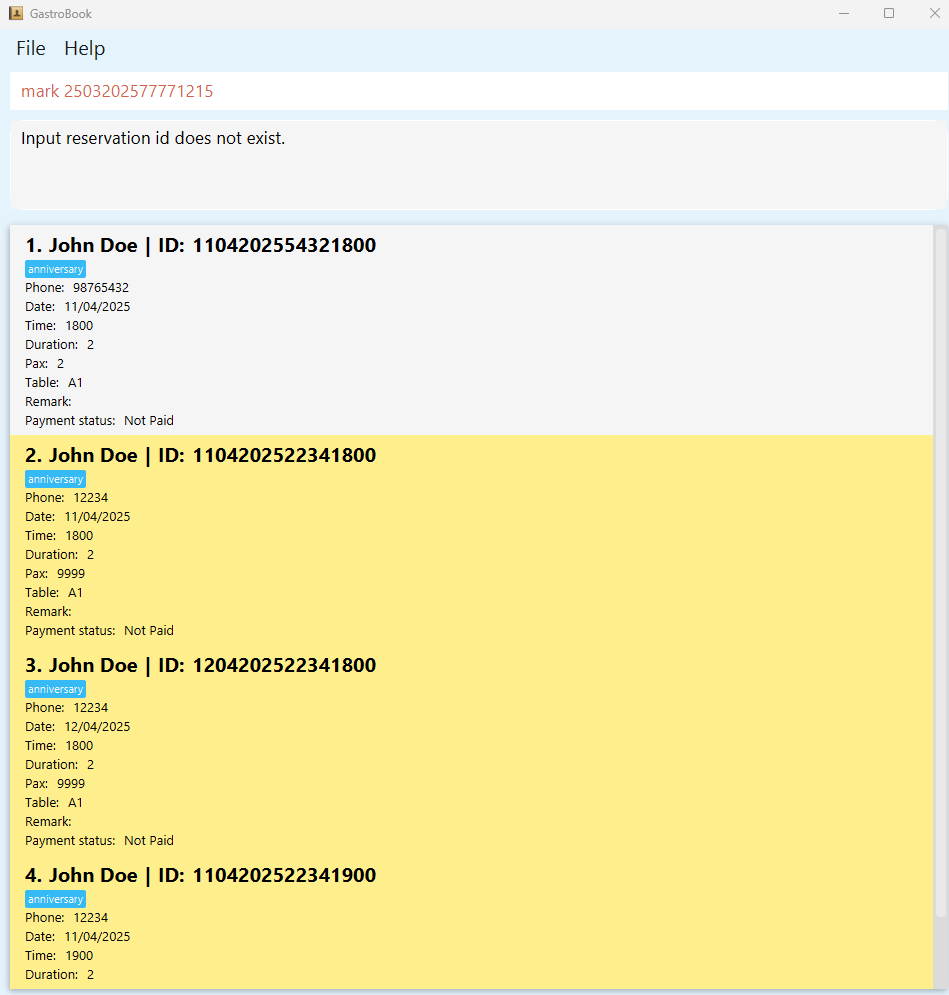 GastroBook
File Help
mark 2503202577771215
Input reservation id does not exist.
1. John Doe | ID: 1104202554321800
anniversary
Phone: 98765432
Date: 11/04/2025
Time: 1800
Duration: 2
Pax: 2
Table: A1
Remark:
Payment status: Not Paid
2. John Doe | ID: 1104202522341800
anniversary
Phone: 12234
Date: 11/04/2025
Time: 1800
Duration: 2
Pax: 9999
Table: A1
Remark:
Payment status: Not Paid
3. John Doe | ID: 1204202522341800
anniversary
Phone: 12234
Date: 12/04/2025
Time: 1800
Duration: 2
Pax: 9999
Table: A1
Remark:
Payment status: Not Paid
4. John Doe | ID: 1104202522341900
anniversary
Phone: 12234
Date: 11/04/2025
Time: 1900
Duration: 2